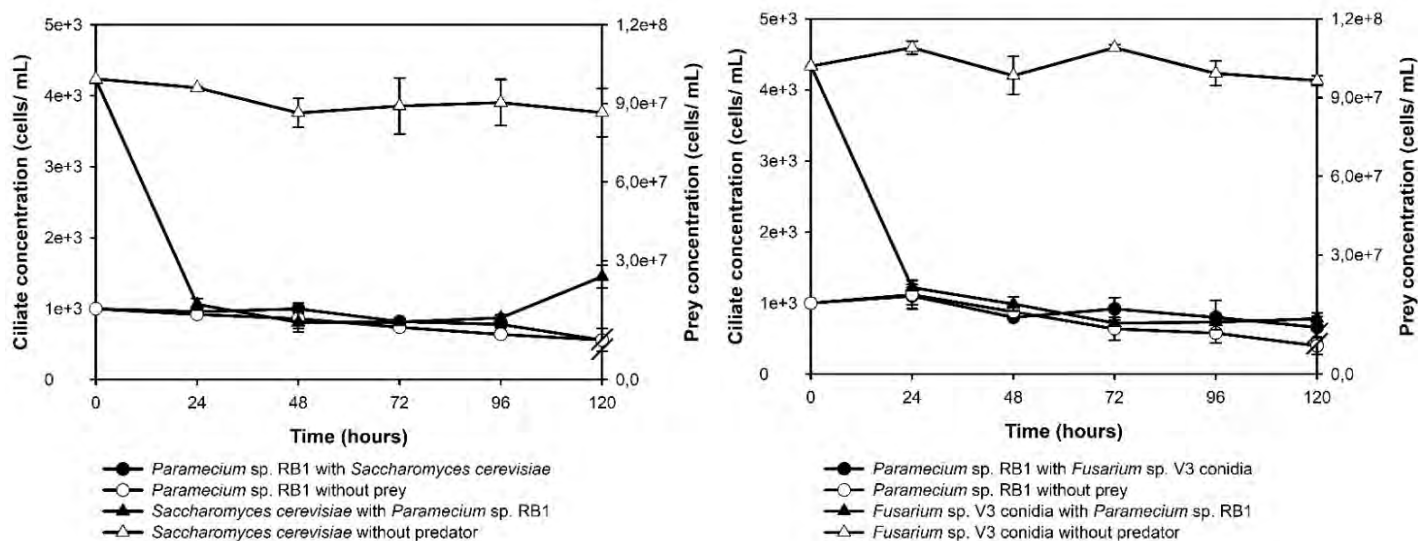 5e+3
4e+3
3e+3
2e+3
1e+3
0
Ciliate concentration (cells/ mL)
1,2e+8
9,0e+7
6,0e+7
3,0e+7
0,0
Prey concentration (cells/ mL)
0 24 48 72 96 120
Time (hours)
Paramecium sp. RB1 with Saccharomyces cerevisiae
Paramecium sp. RB1 without prey
Saccharomyces cerevisiae with Paramecium sp. RB1
Saccharomyces cerevisiae without predator
5e+3
4e+3
3e+3
2e+3
1e+3
0
Ciliate concentration (cells/ mL)
1,2e+8
9,0e+7
6,0e+7
3,0e+7
0,0
Prey concentration (cells/ mL)
0 24 48 72 96 120
Time (hours)
Paramecium sp. RB1 with Fusarium sp. V3 conidia
Paramecium sp. RB1 without prey
Fusarium sp. V3 conidia with Paramecium sp. RB1
Fusarium sp. V3 conidia without predator